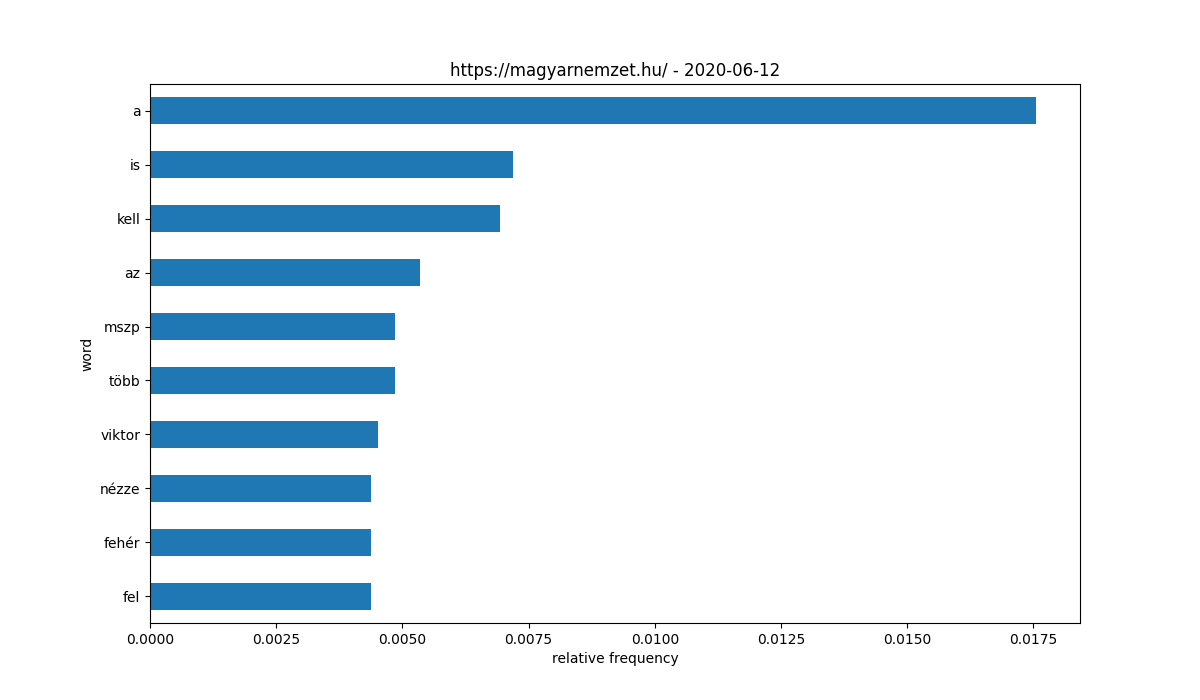 https://magyarnemzet.hu/ - 2020-06-12
a
is
kell
az
mszp
több
viktor
nézze
fehér
fel
word
0.0000 0.0025 0.0050 0.0075 0.0100 0.0125 0.0150 0.0175
relative frequency